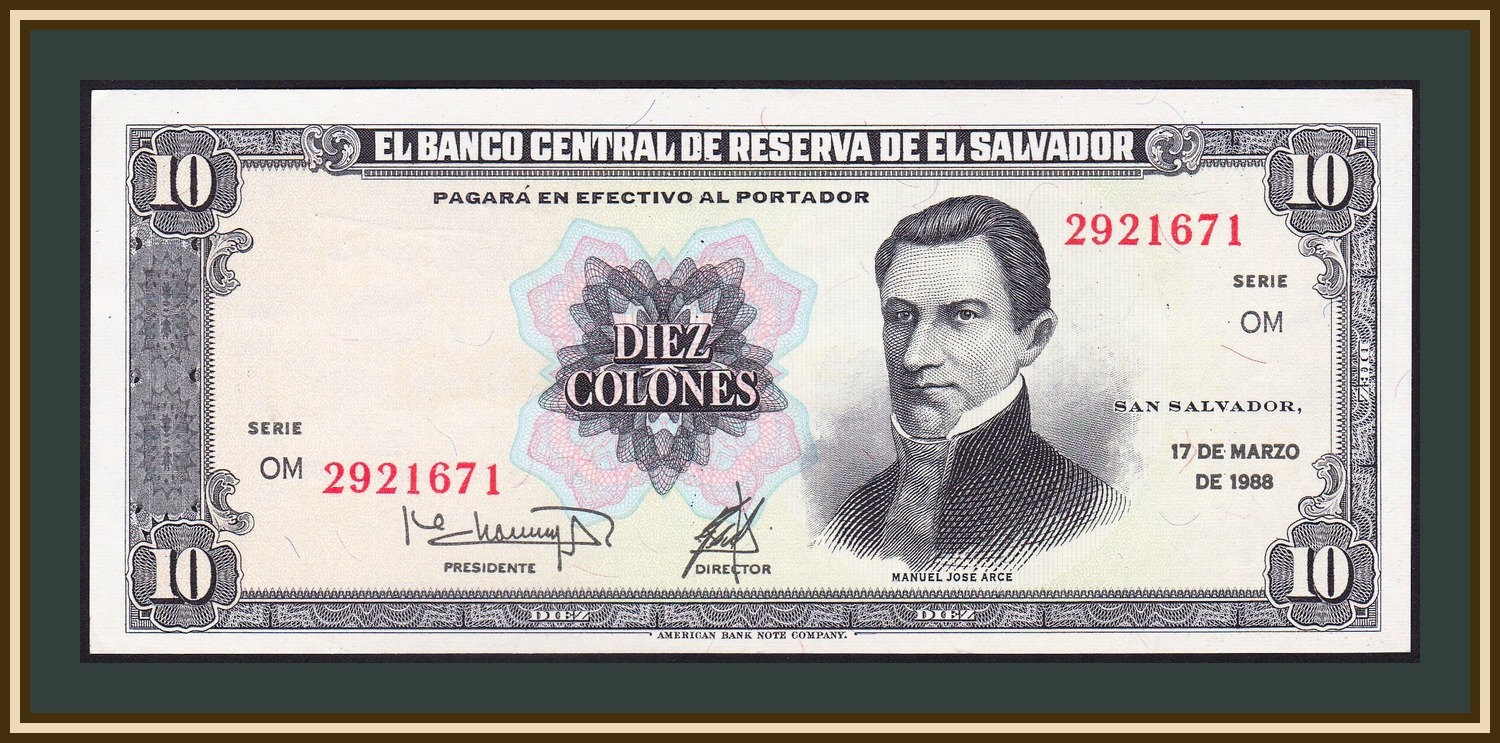 10
EL BANCO CENTRAL DE RESERVA DE EL SALVADOR
10
PAGARÁ EN EFECTIVO AL PORTADOR
2921671
SERIE
OM
DIEZ
COLONES
DIEZ
SAN SALVADOR,
17 DE MARZO
DE 1988
SERIE
OM 2921671
PRESIDENTE
DIRECTOR
MANUEL JOSÉ ARCE
10
10
DIEZ
DIEZ
AMERICAN BANK NOTE COMPANY.